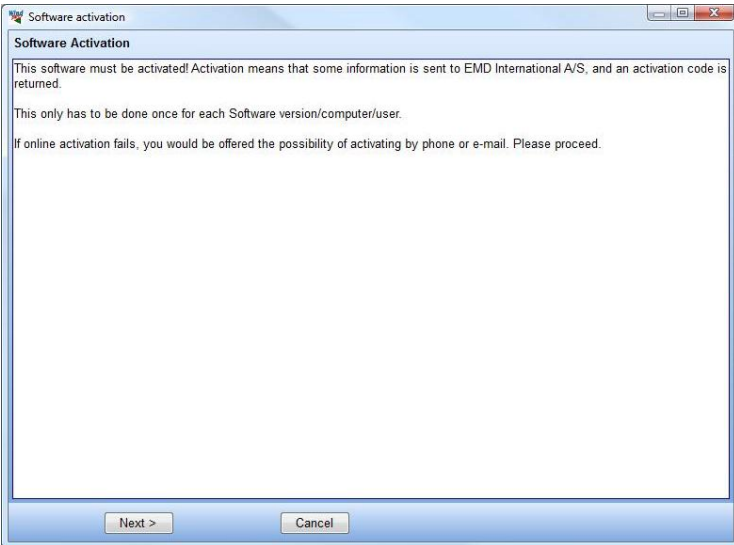 Software activation
Software Activation
This software must be activated! Activation means that some information is sent to EMD International A/S, and an activation code is
returned.
This only has to be done once for each Software version/computer/user.
If online activation fails, you would be offered the possibility of activating by phone or e-mail. Please proceed.
Next >
Cancel